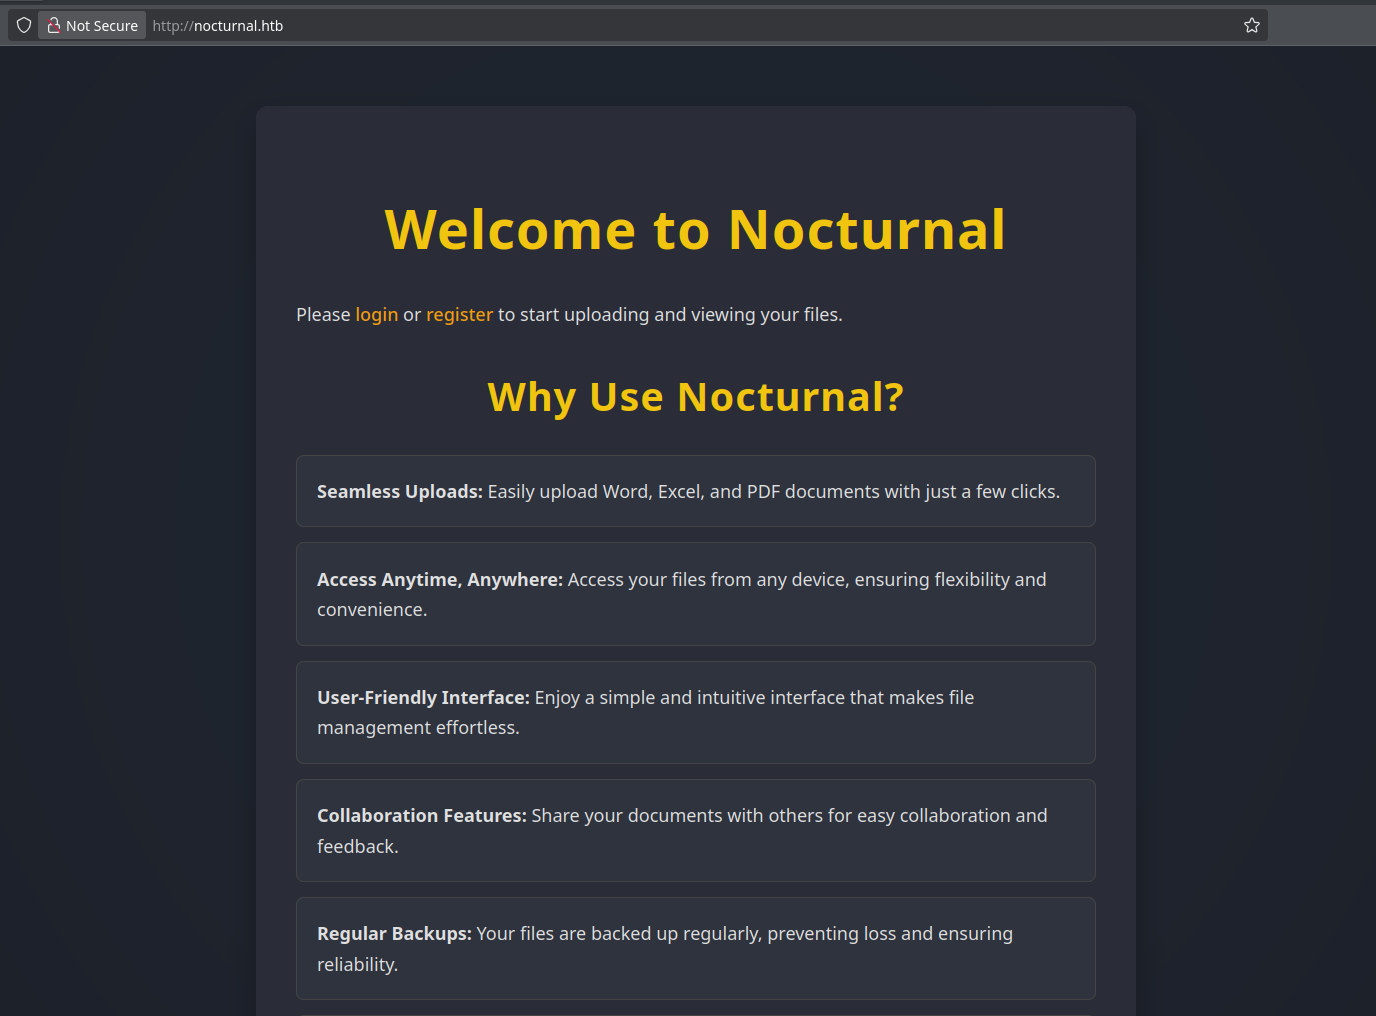 Not Secure http://nocturnal.htb
Welcome to Nocturnal
Please login or register to start uploading and viewing your files.
Why Use Nocturnal?
Seamless Uploads: Easily upload Word, Excel, and PDF documents with just a few clicks.
Access Anytime, Anywhere: Access your files from any device, ensuring flexibility and
convenience.
User-Friendly Interface: Enjoy a simple and intuitive interface that makes file
management effortless.
Collaboration Features: Share your documents with others for easy collaboration and
feedback.
Regular Backups: Your files are backed up regularly, preventing loss and ensuring
reliability.